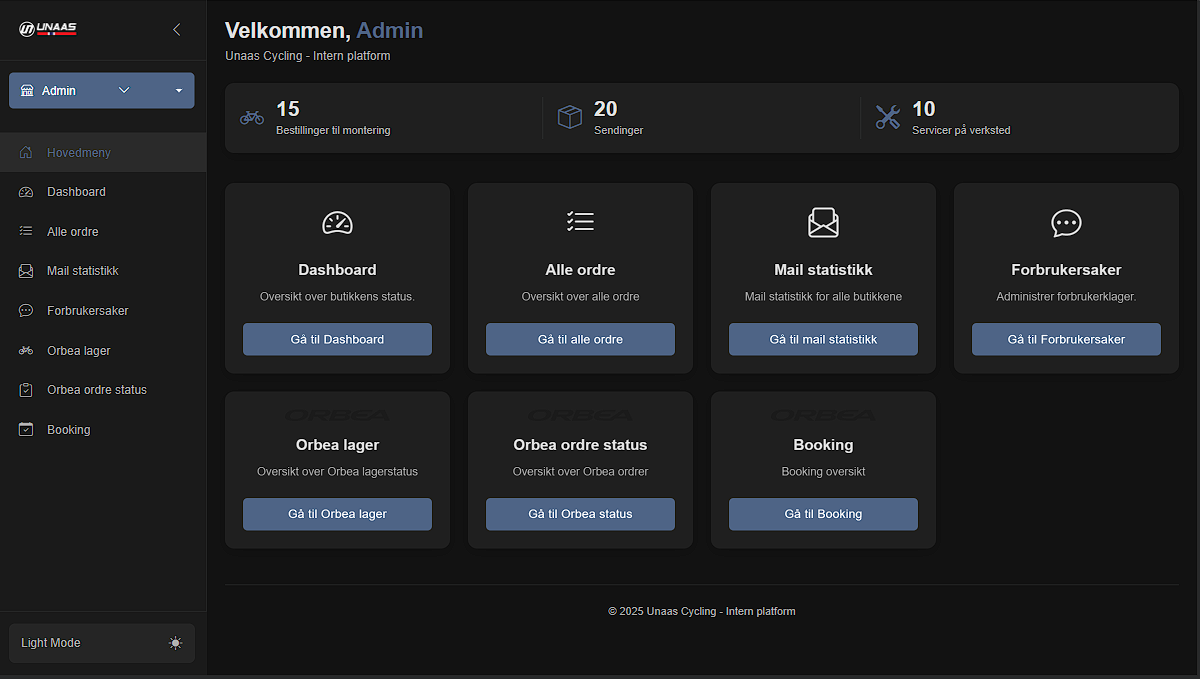 UNAAS
Admin
Hovedmeny
Dashboard
Alle ordre
Mail statistikk
Forbrukersaker
Orbea lager
Orbea ordre status
Booking
Light Mode
Velkommen, Admin
Unaas Cycling - Intern platform
15
Bestillinger til montering
20
Sendinger
10
Servicer på verksted
Dashboard
Oversikt over butikkens status.
Gå til Dashboard
Alle ordre
Oversikt over alle ordre
Gå til alle ordre
Mail statistikk
Mail statistikk for alle butikkene
Gå til mail statistikk
Forbrukersaker
Administrer forbrukerklager.
Gå til Forbrukersaker
ORBEA
Orbea lager
Oversikt over Orbea lagerstatus
Gå til Orbea lager
ORBEA
Orbea ordre status
Oversikt over Orbea ordrer
Gå til Orbea status
ORBEA
Booking
Booking oversikt
Gå til Booking
© 2025 Unaas Cycling - Intern platform